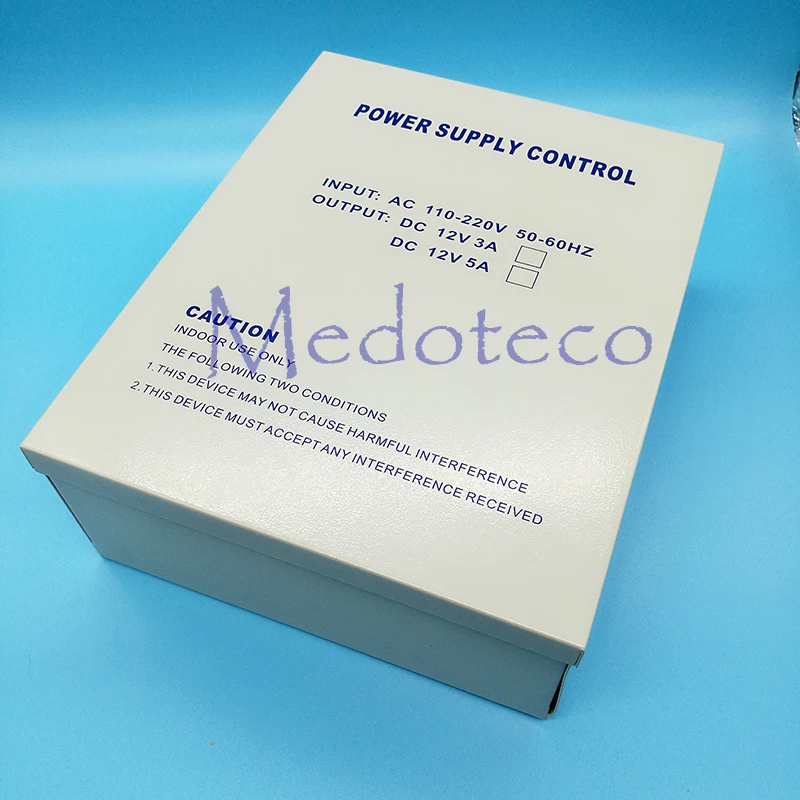 POWER SUPPLY CONTROL
INPUT: AC 110-220V 50-60HZ
OUTPUT: DC 12V 3A
DC 12V 5A
Medoteco
CAUTION
INDOOR USE ONLY
THE FOLLOWING TWO CONDITIONS
1. THIS DEVICE MAY NOT CAUSE HARMFUL INTERFERENCE
2. THIS DEVICE MUST ACCEPT ANY INTERFERENCE RECEIVED